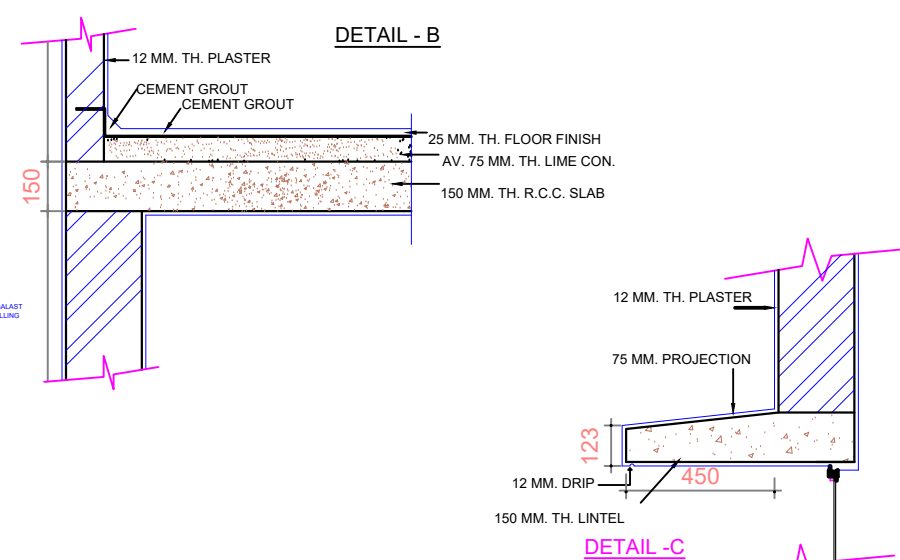 DETAIL - B
12 MM. TH. PLASTER
CEMENT GROUT
CEMENT GROUT
25 MM. TH. FLOOR FINISH
AV. 75 MM. TH. LIME CON.
150 MM. TH. R.C.C. SLAB
150
ALAST
LLING
12 MM. TH. PLASTER
75 MM. PROJECTION
123
450
12 MM. DRIP
150 MM. TH. LINTEL
DETAIL -C